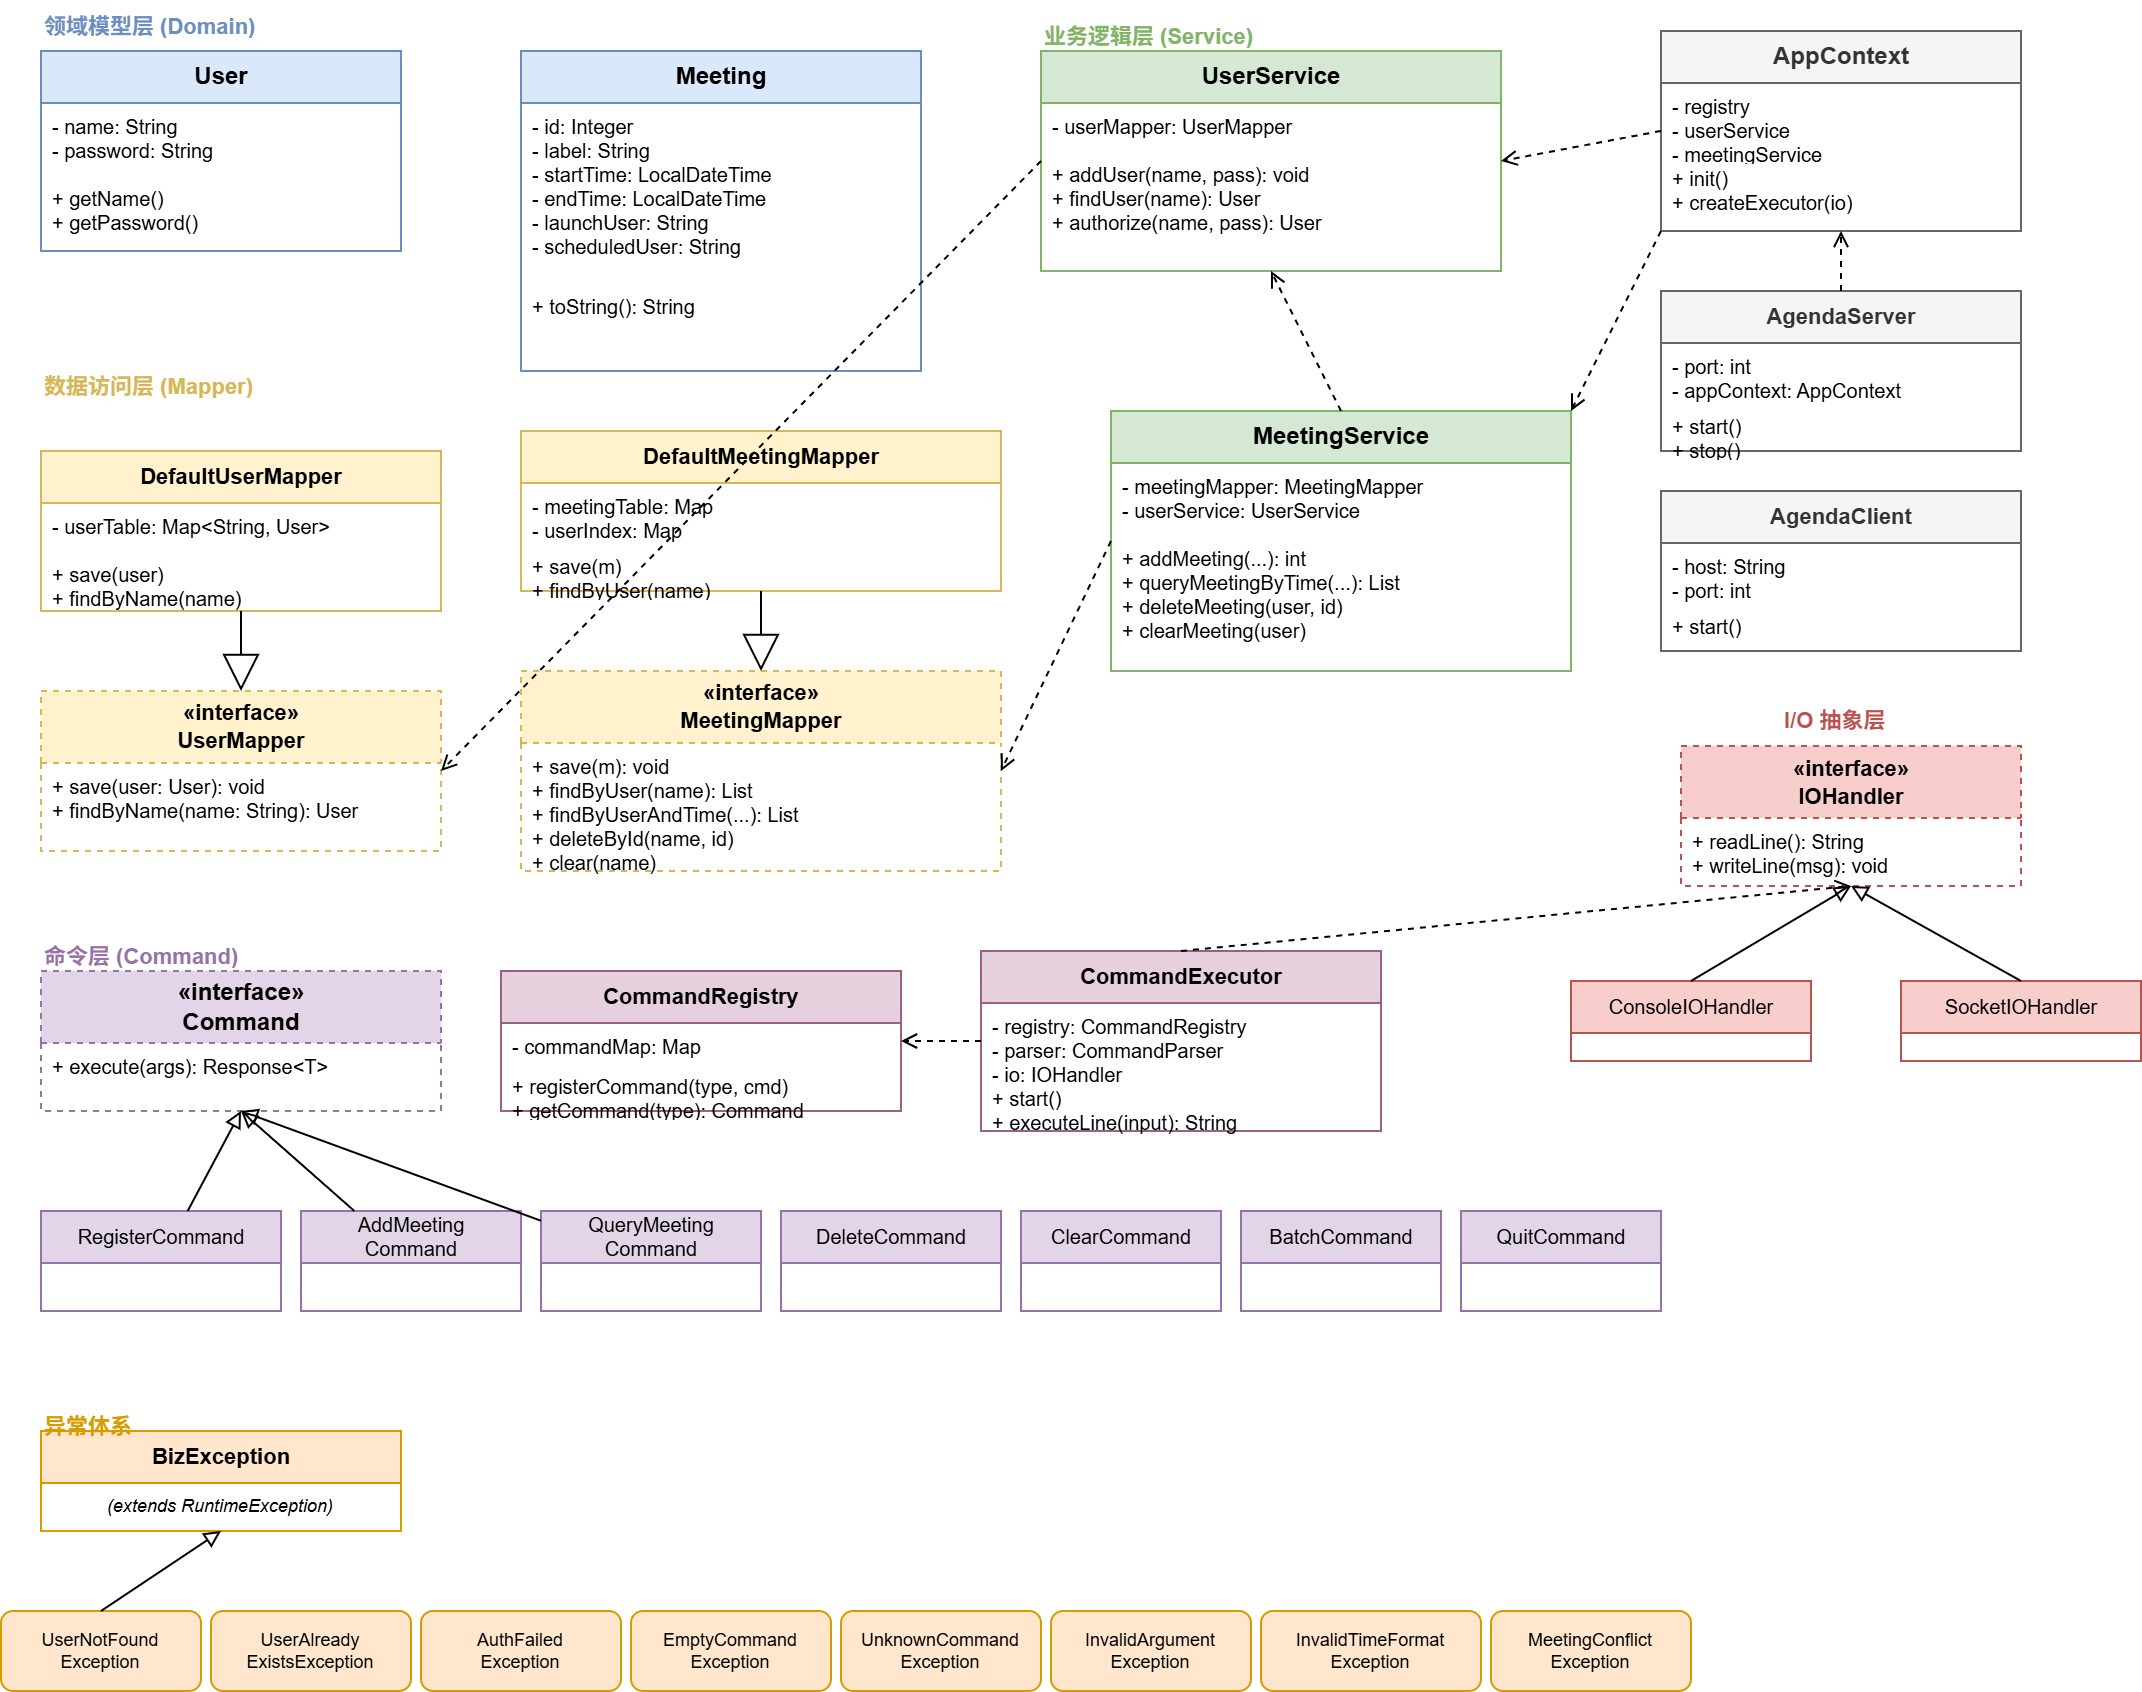 领域模型层 (Domain)
User
- name: String
- password: String
+ getName()
+ getPassword()
Meeting
- id: Integer
- label: String
- startTime: LocalDateTime
- endTime: LocalDateTime
- launchUser: String
- scheduledUser: String
+ toString(): String
业务逻辑层 (Service)
UserService
- userMapper: UserMapper
+ addUser(name, pass): void
+ findUser(name): User
+ authorize(name, pass): User
AppContext
- registry
- userService
- meetingService
+ init()
+ createExecutor(io)
AgendaServer
- port: int
- appContext: AppContext
+ start()
+ stop()
数据访问层 (Mapper)
DefaultUserMapper
- userTable: Map<String, User>
+ save(user)
+ findByName(name)
DefaultMeetingMapper
- meetingTable: Map
- userIndex: Map
+ save(m)
+ findByUser(name)
MeetingService
- meetingMapper: MeetingMapper
- userService: UserService
+ addMeeting(...): int
+ queryMeetingByTime(...): List
+ deleteMeeting(user, id)
+ clearMeeting(user)
AgendaClient
- host: String
- port: int
+ start()
«interface»
UserMapper
+ save(user: User): void
+ findByName(name: String): User
«interface»
MeetingMapper
+ save(m): void
+ findByUser(name): List
+ findByUserAndTime(...): List
+ deleteById(name, id)
+ clear(name)
I/O 抽象层
«interface»
IOHandler
+ readLine(): String
+ writeLine(msg): void
ConsoleIOHandler
SocketIOHandler
命令层 (Command)
«interface»
Command
+ execute(args): Response<T>
CommandRegistry
- commandMap: Map
+ registerCommand(type, cmd)
+ getCommand(type): Command
CommandExecutor
- registry: CommandRegistry
- parser: CommandParser
- io: IOHandler
+ start()
+ executeLine(input): String
RegisterCommand
AddMeeting
Command
QueryMeeting
Command
DeleteCommand
ClearCommand
BatchCommand
QuitCommand
异常体系
BizException
(extends RuntimeException)
UserNotFound
Exception
UserAlready
ExistsException
AuthFailed
Exception
EmptyCommand
Exception
UnknownCommand
Exception
InvalidArgument
Exception
InvalidTimeFormat
Exception
MeetingConflict
Exception